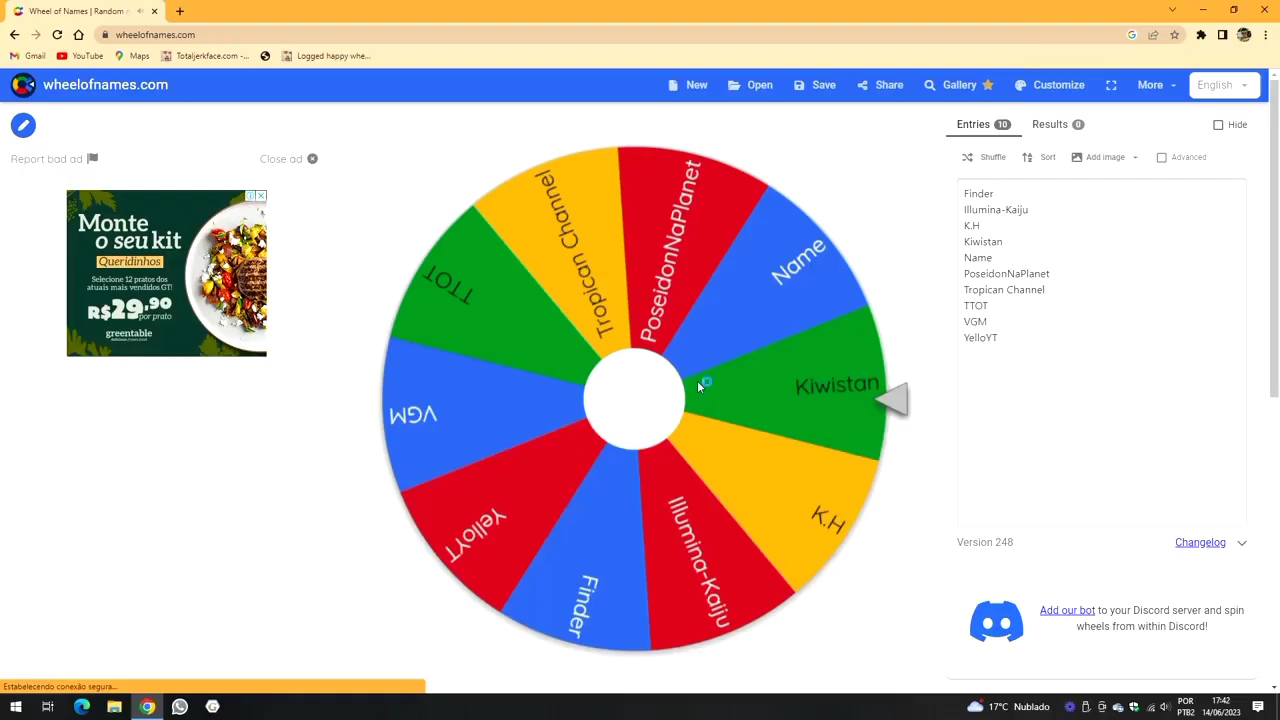 Wheel of Names | Random n
wheelofnames.com
Gmail
YouTube
Maps
Totaljerkface.com -...
Logged happy whe...
wheelofnames.com
New
Open
Save
Share
Gallery
Customize
More
English
Report bad ad
Close ad
Monte
o seu kit
Queridinhos
Selecione 12 pratos dos
atuais mais vendidos GT!
R$29,90
por prato
greentable
Tropican Channel
PoseidonNaPlanet
Name
Kiwistan
K.H
Illumina-Kaiju
Finder
YelloYT
VGM
TTOT
Entries 10
Results 0
Hide
Shuffle
Sort
Add image
Advanced
Finder
Illumina-Kaiju
K.H
Kiwistan
Name
PoseidonNaPlanet
Tropican Channel
TTOT
VGM
YelloYT
Version 248
Changelog
Add our bot to your Discord server and spin
wheels from within Discord!
Estabelecendo conexão segura...
17°C Nublado
POR
PTB2
17:42
14/06/2023